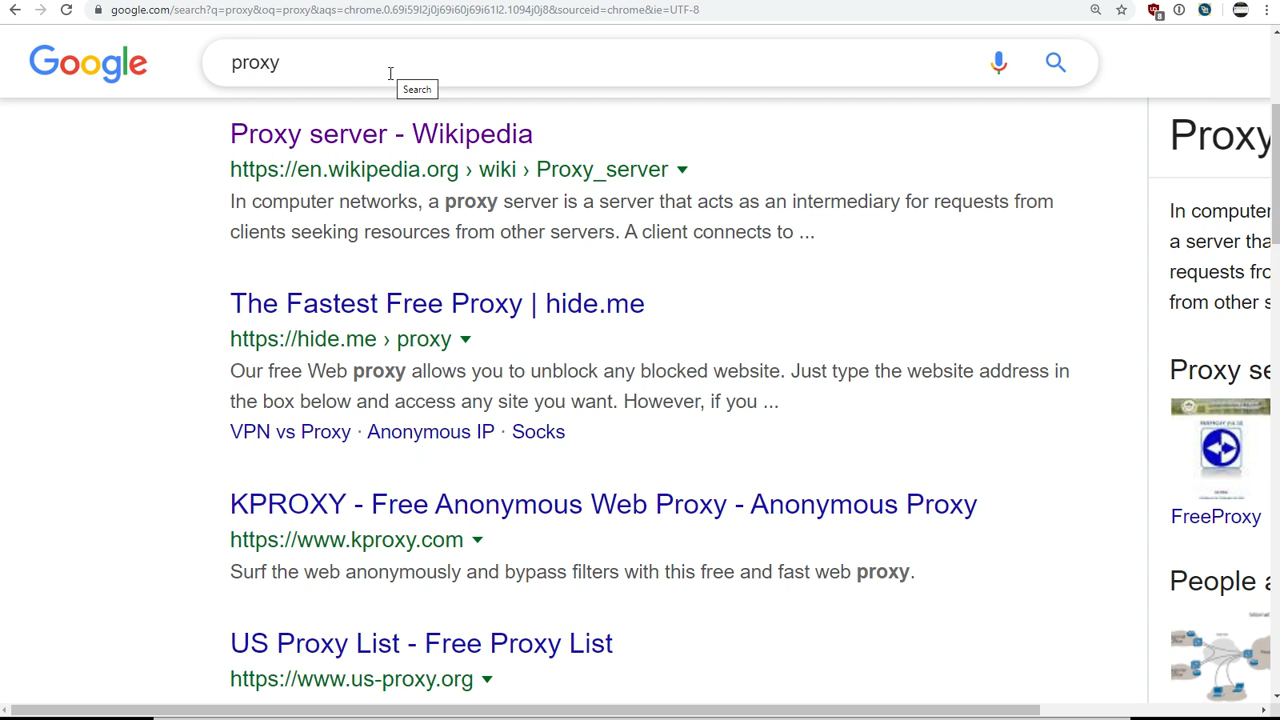 google.com/search?q=proxy&oq=proxy&aqs=chrome.0.69i59l2j0j69i60j69i61l2.1094j0j8&sourceid=chrome&ie=UTF-8
8
Google
proxy
Search
Proxy server - Wikipedia
https://en.wikipedia.org › wiki › Proxy_server
In computer networks, a proxy server is a server that acts as an intermediary for requests from
clients seeking resources from other servers. A client connects to ...
The Fastest Free Proxy | hide.me
https://hide.me › proxy
Our free Web proxy allows you to unblock any blocked website. Just type the website address in
the box below and access any site you want. However, if you ...
VPN vs Proxy · Anonymous IP · Socks
KPROXY - Free Anonymous Web Proxy - Anonymous Proxy
https://www.kproxy.com
Surf the web anonymously and bypass filters with this free and fast web proxy.
US Proxy List - Free Proxy List
https://www.us-proxy.org
Proxy
In computer
a server tha
requests fro
from other s
Proxy se
FreeProxy
People a